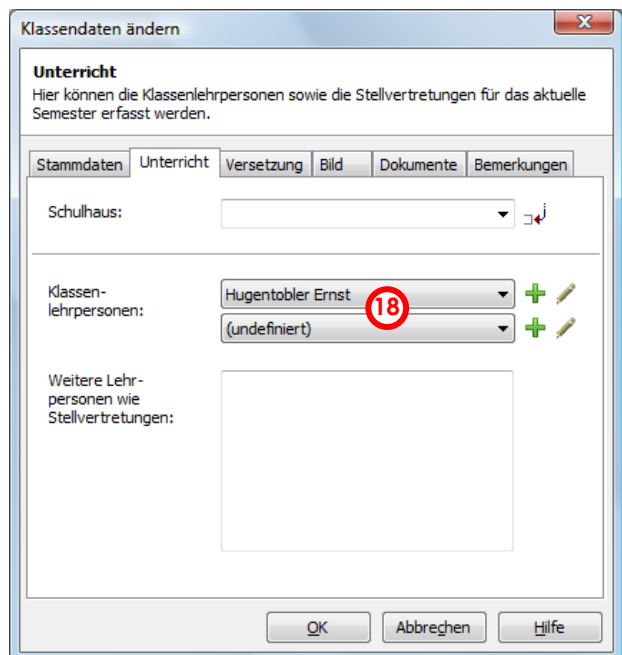 Klassendaten ändern
Unterricht
Hier können die Klassenlehrpersonen sowie die Stellvertretungen für das aktuelle
Semester erfasst werden.
Stammdaten Unterricht Versetzung Bild Dokumente Bemerkungen
Schulhaus:
Klassen-
lehrpersonen:
Hugentobler Ernst
18
(undefiniert)
Weitere Lehr-
personen wie
Stellvertretungen:
OK Abbrechen Hilfe